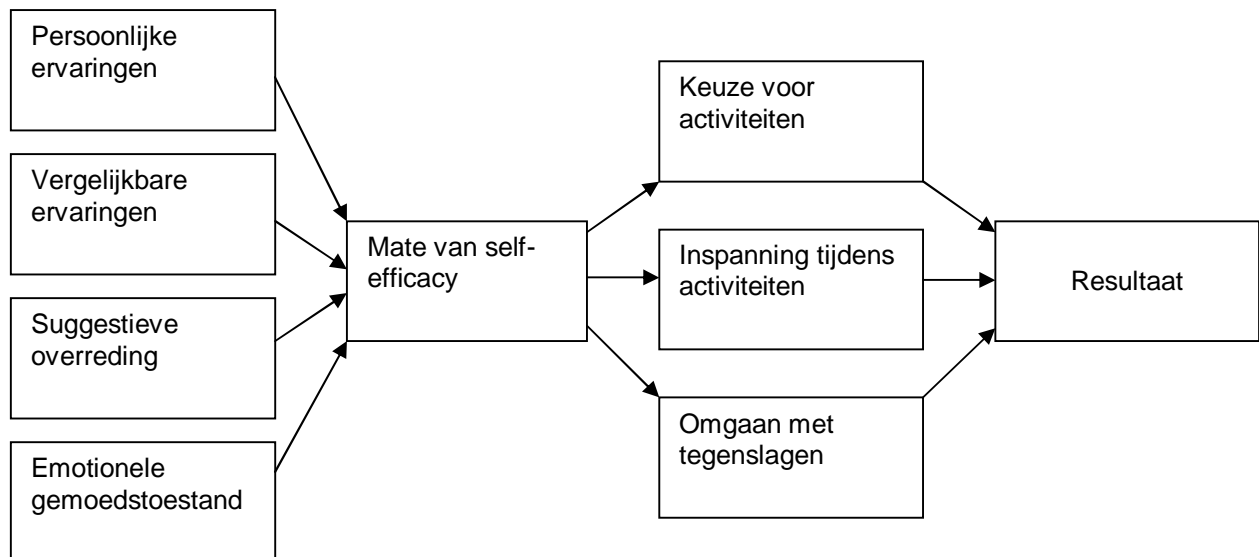 Persoonlijke
ervaringen
Vergelijkbare
ervaringen
Suggestieve
overreding
Emotionele
gemoedstoestand
Mate van self-
efficacy
Keuze voor
activiteiten
Inspanning tijdens
activiteiten
Omgaan met
tegenslagen
Resultaat